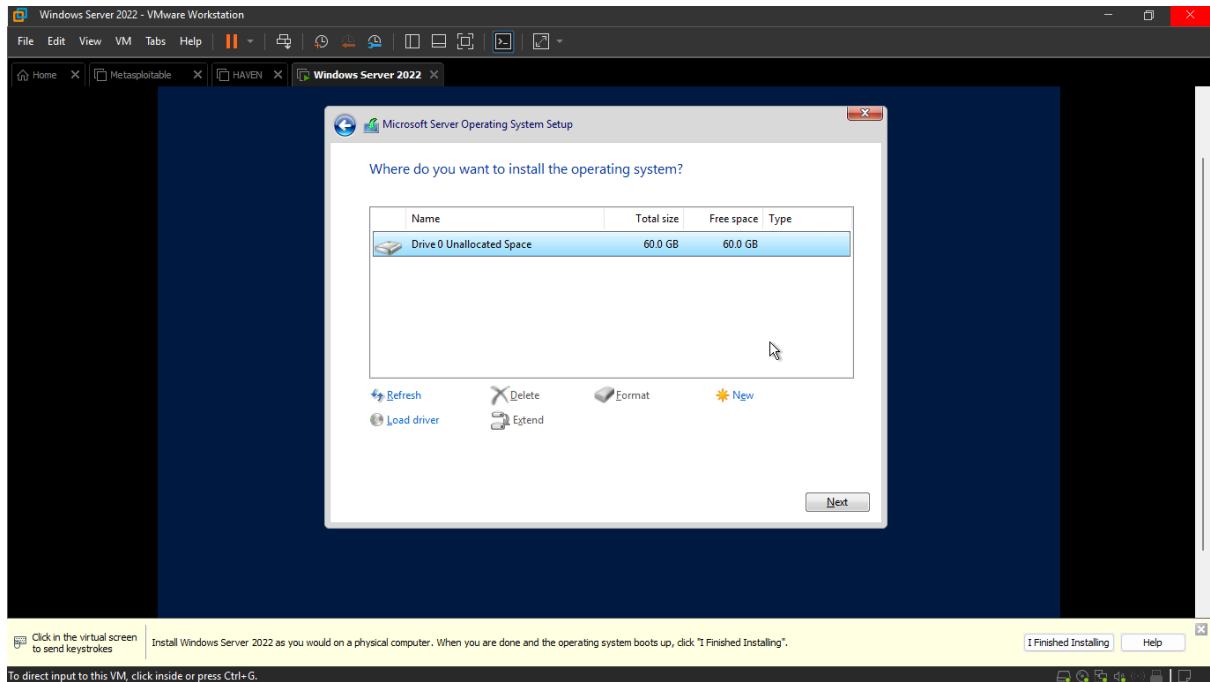 Windows Server 2022 - VMware Workstation
File Edit View VM Tabs Help
Home Metasploitable HAVEN Windows Server 2022
Microsoft Server Operating System Setup
Where do you want to install the operating system?
Name Total size Free space Type
Drive 0 Unallocated Space 60.0 GB 60.0 GB
Refresh Delete Format New
Load driver Extend
Next
Click in the virtual screen
to send keystrokes
Install Windows Server 2022 as you would on a physical computer. When you are done and the operating system boots up, click "I Finished Installing".
I Finished Installing Help
To direct input to this VM, click inside or press Ctrl+G.